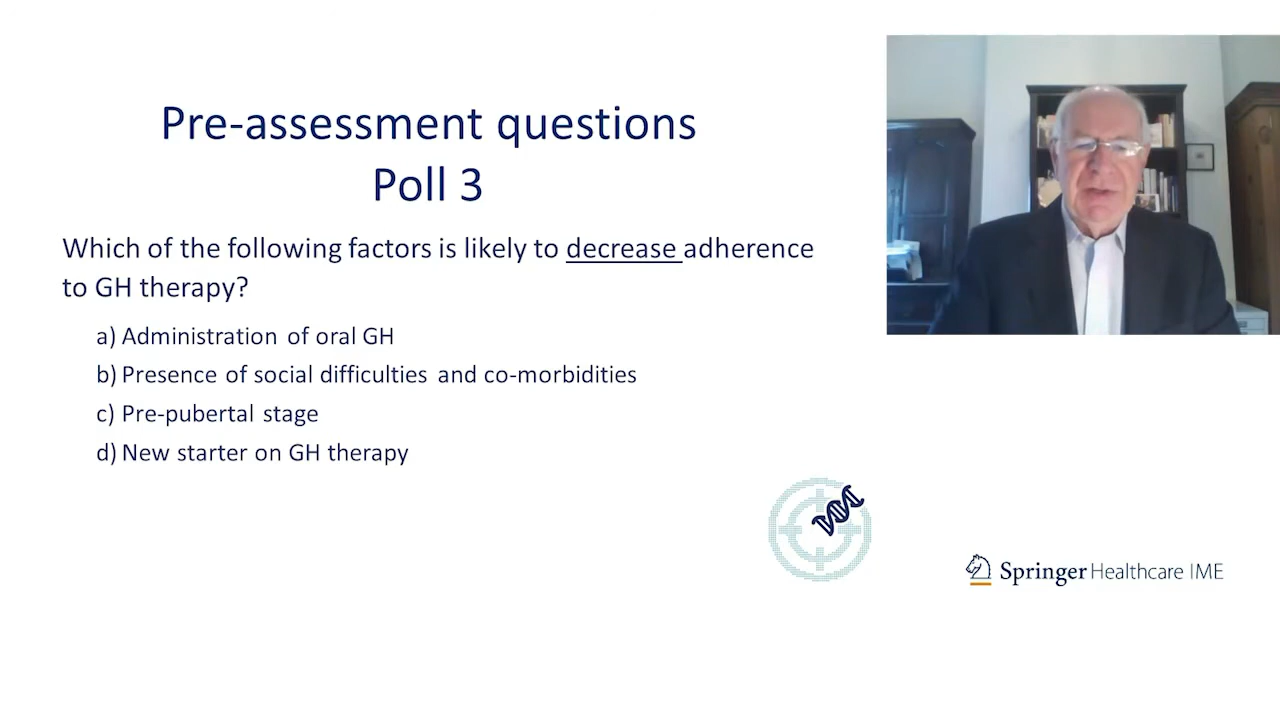 Pre-assessment questions
Poll 3
Which of the following factors is likely to decrease adherence
to GH therapy?
a) Administration of oral GH
b) Presence of social difficulties and co-morbidities
c) Pre-pubertal stage
d) New starter on GH therapy
Springer Healthcare IME